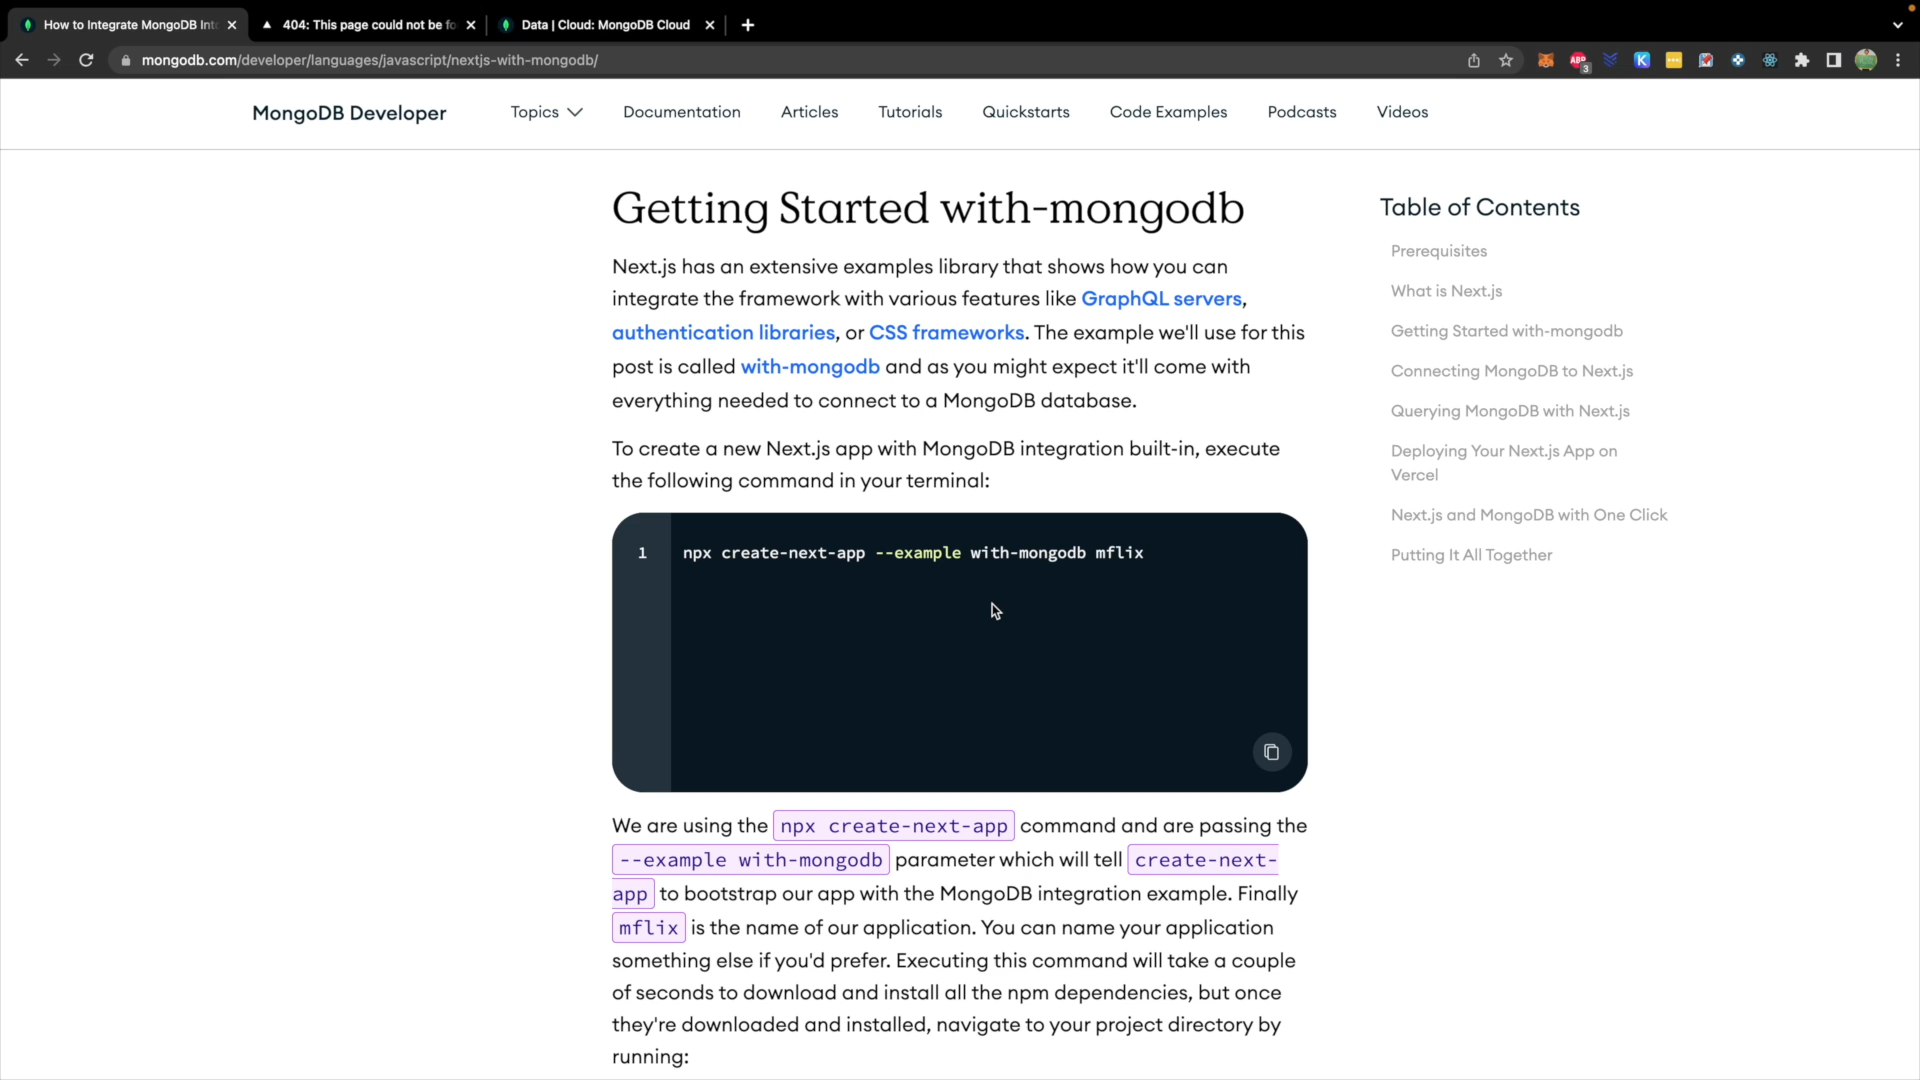 How to Integrate MongoDB Int
404: This page could not be fo
Data | Cloud: MongoDB Cloud
mongodb.com/developer/languages/javascript/nextjs-with-mongodb/
ABP
3
K
MongoDB Developer
Topics
Documentation
Articles
Tutorials
Quickstarts
Code Examples
Podcasts
Videos
Getting Started with-mongodb
Next.js has an extensive examples library that shows how you can
integrate the framework with various features like GraphQL servers,
authentication libraries, or CSS frameworks. The example we'll use for this
post is called with-mongodb and as you might expect it'll come with
everything needed to connect to a MongoDB database.
To create a new Next.js app with MongoDB integration built-in, execute
the following command in your terminal:
1 npx create-next-app --example with-mongodb mflix
We are using the npx create-next-app command and are passing the
--example with-mongodb parameter which will tell create-next-
app to bootstrap our app with the MongoDB integration example. Finally
mflix is the name of our application. You can name your application
something else if you'd prefer. Executing this command will take a couple
of seconds to download and install all the npm dependencies, but once
they're downloaded and installed, navigate to your project directory by
running:
Table of Contents
Prerequisites
What is Next.js
Getting Started with-mongodb
Connecting MongoDB to Next.js
Querying MongoDB with Next.js
Deploying Your Next.js App on
Vercel
Next.js and MongoDB with One Click
Putting It All Together